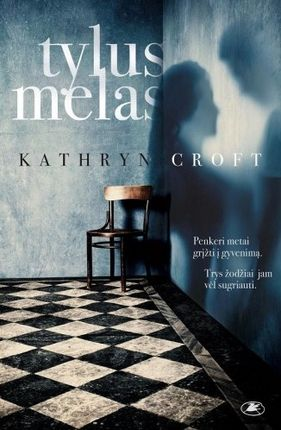 tylus
melas
KATHRYN CROFT
Penkeri metai
grįžti į gyvenimą.
Trys žodžiai jam
vėl sugriauti.